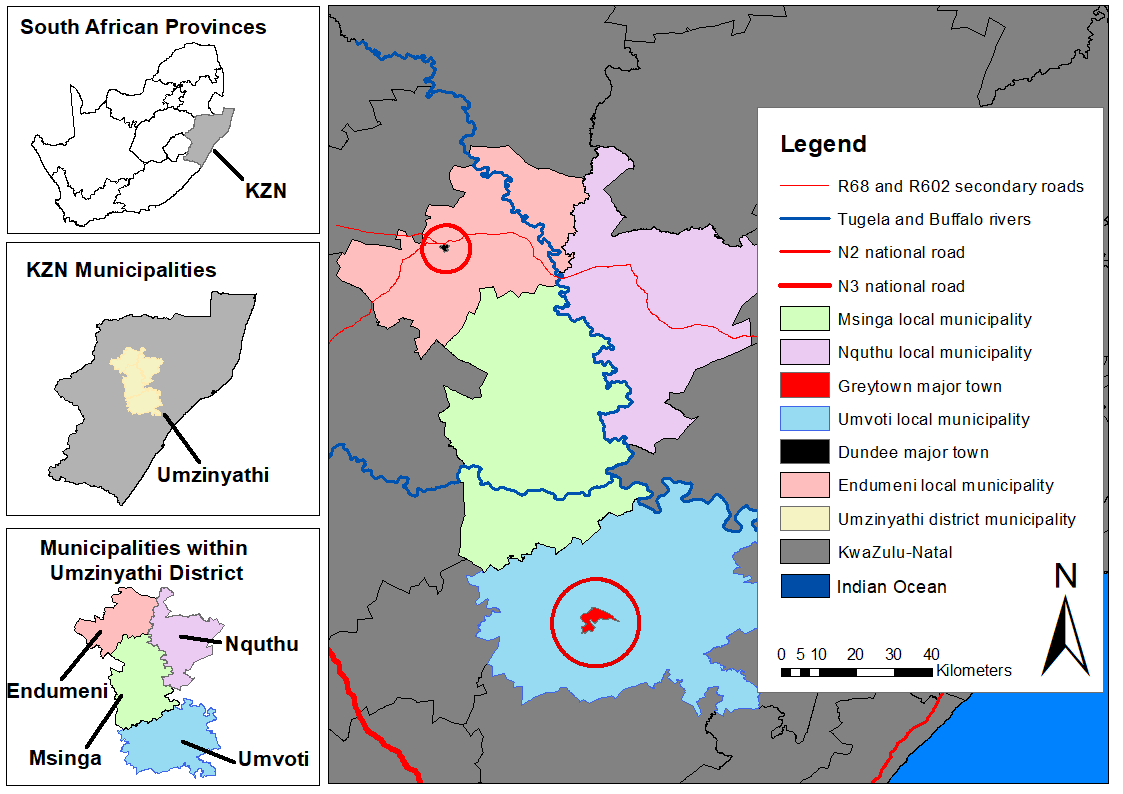 South African Provinces
KZN
KZN Municipalities
Umzinyathi
Municipalities within
Umzinyathi District
Nquthu
Endumeni
Msinga
Umvoti
Legend
R68 and R602 secondary roads
Tugela and Buffalo rivers
N2 national road
N3 national road
Msinga local municipality
Nquthu local municipality
Greytown major town
Umvoti local municipality
Dundee major town
Endumeni local municipality
Umzinyathi district municipality
KwaZulu-Natal
Indian Ocean
N
0 5 10 20 30 40
Kilometers